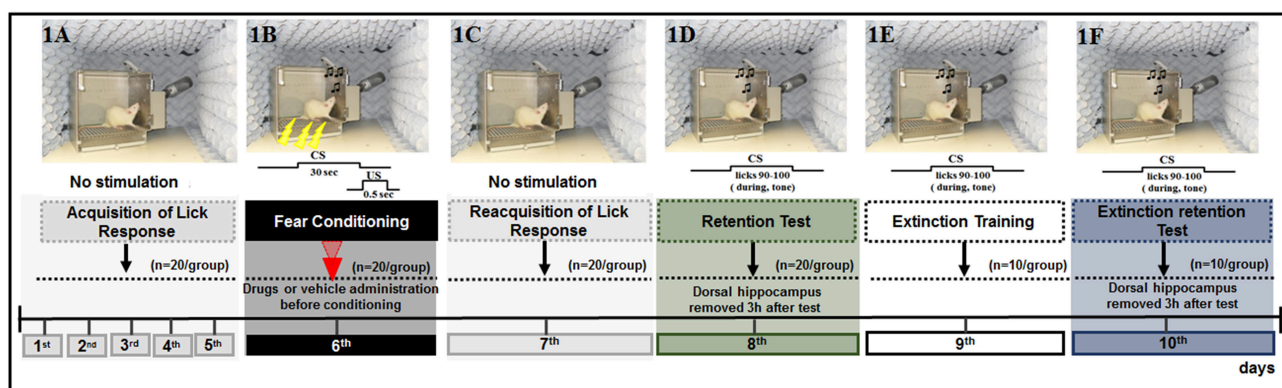 1A
1B
1C
1D
1E
1F
No stimulation
CS
30 sec
US
0.5 sec
No stimulation
CS
licks 90-100
( during, tone)
CS
licks 90-100
( during, tone)
CS
licks 90-100
( during, tone)
Acquisition of Lick
Response
(n=20/group)
Fear Conditioning
(n=20/group)
Drugs or vehicle administration
before conditioning
Reacquisition of Lick
Response
(n=20/group)
Retention Test
(n=20/group)
Dorsal hippocampus
removed 3h after test
Extinction Training
(n=10/group)
Extinction retention
Test
(n=10/group)
Dorsal hippocampus
removed 3h after test
1st
2nd
3rd
4th
5th
6th
7th
8th
9th
10th
days